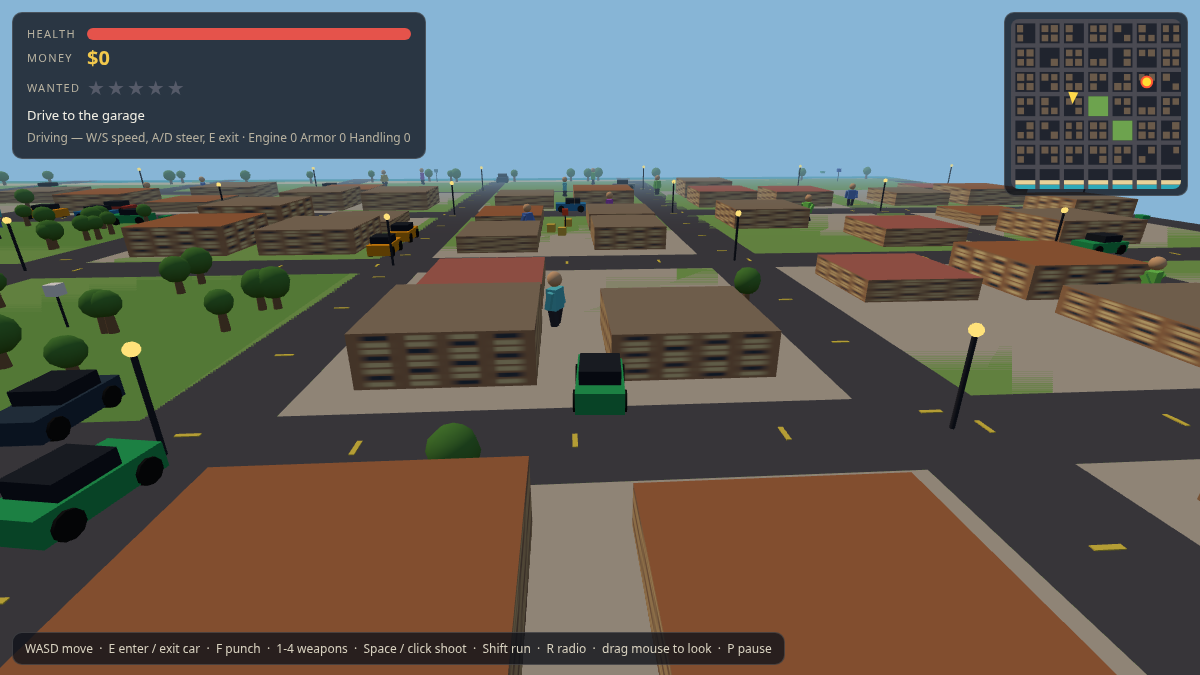 HEALTH
MONEY $0
WANTED ★★★★★
Drive to the garage
Driving — W/S speed, A/D steer, E exit · Engine 0 Armor 0 Handling 0
WASD move · E enter / exit car · F punch · 1-4 weapons · Space / click shoot · Shift run · R radio · drag mouse to look · P pause